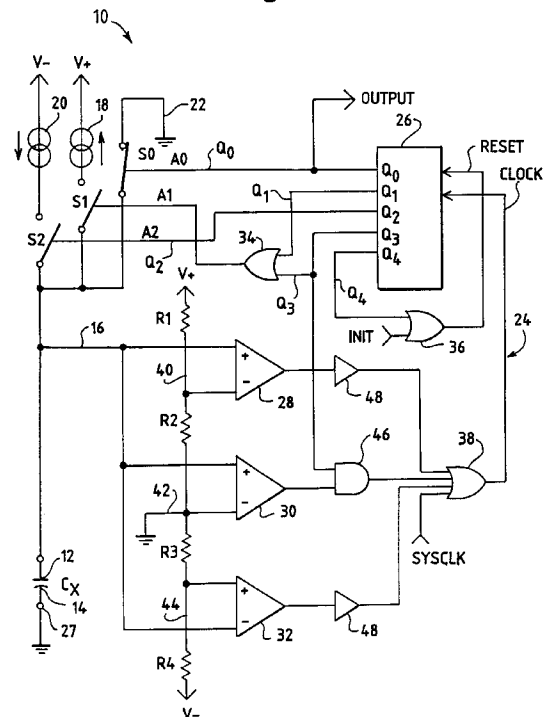 10
V-
V+
20
18
22
OUTPUT
26
S0
A0
Q0
RESET
CLOCK
Q0
Q1
Q2
Q3
Q4
S1
A1
Q1
S2
A2
Q2
34
Q3
Q4
V+
INIT
36
24
R1
16
40
28
48
R2
46
38
42
30
R3
SYSCLK
12
CX
14
27
44
32
48
R4
V-